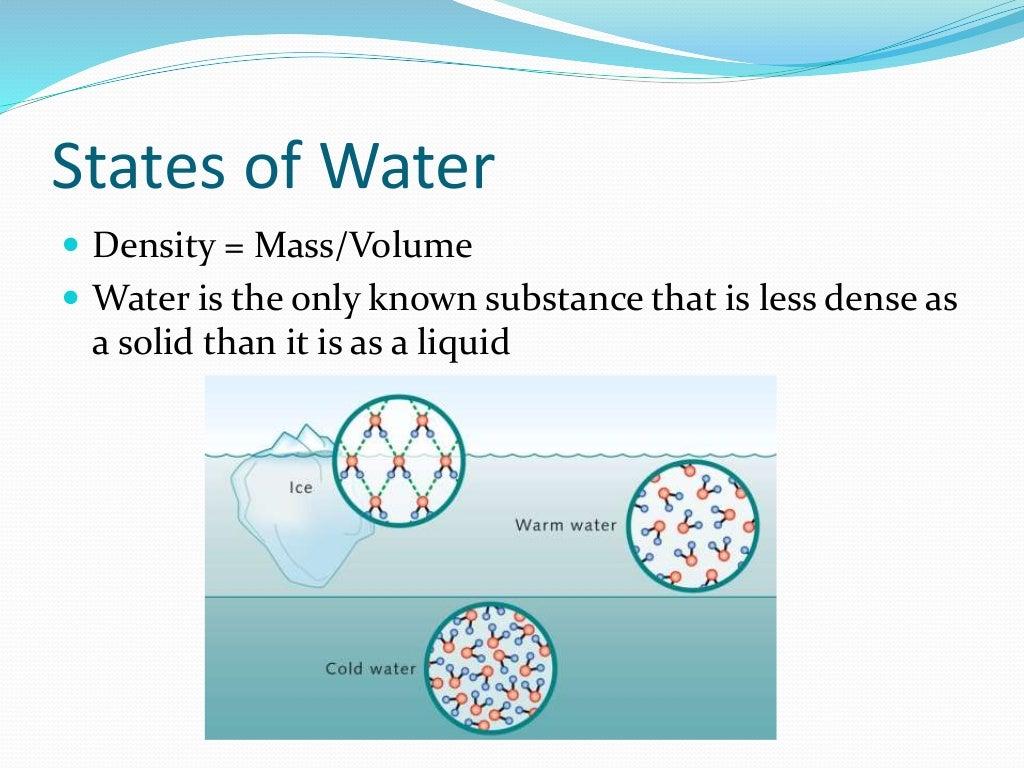 States of Water
Density = Mass/Volume
Water is the only known substance that is less dense as
a solid than it is as a liquid
Ice
Warm water
Cold water